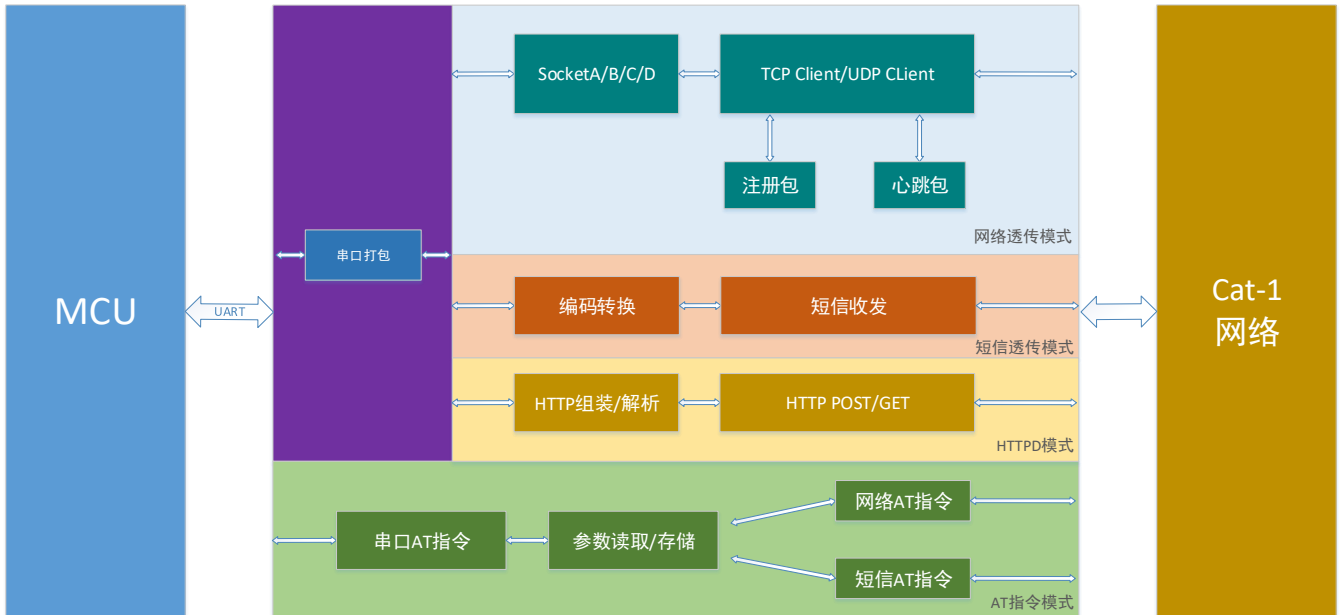 MCU
UART
串口打包
SocketA/B/C/D
TCP Client/UDP CLient
注册包
心跳包
网络透传模式
编码转换
短信收发
短信透传模式
HTTP组装/解析
HTTP POST/GET
HTTPD模式
串口AT指令
参数读取/存储
网络AT指令
短信AT指令
AT指令模式
Cat-1
网络